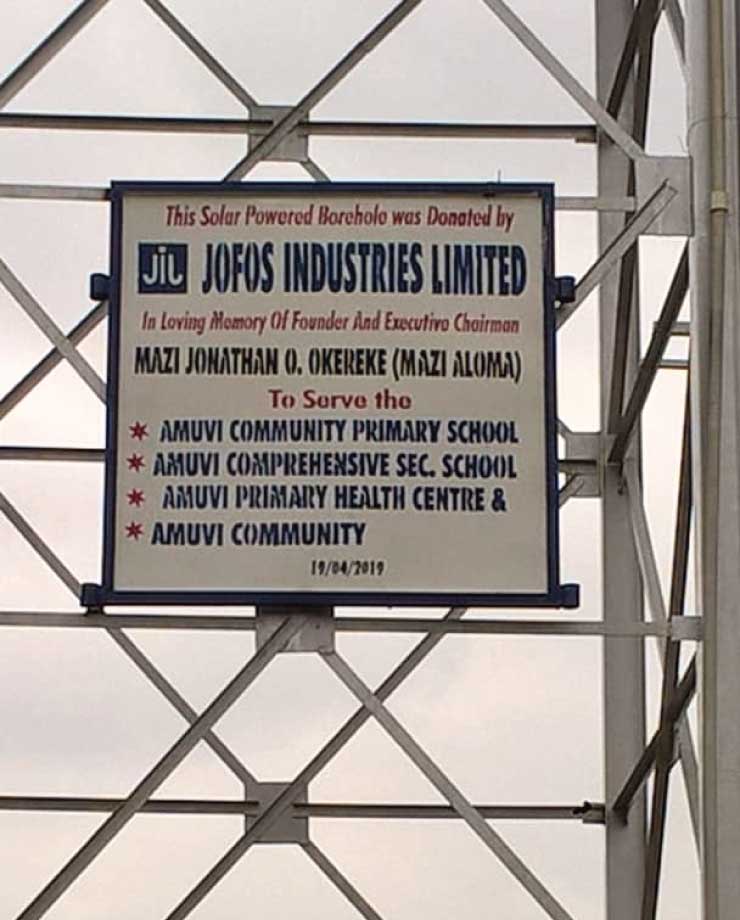 This Solar Powered Borehole was Donated by
JIL JOFOS INDUSTRIES LIMITED
In Loving Memory Of Founder And Executive Chairman
MAZI JONATHAN O. OKEREKE (MAZI ALOMA)
To Serve the
* AMUVI COMMUNITY PRIMARY SCHOOL
* AMUVI COMPREHENSIVE SEC. SCHOOL
* AMUVI PRIMARY HEALTH CENTRE &
* AMUVI COMMUNITY
19/04/2019